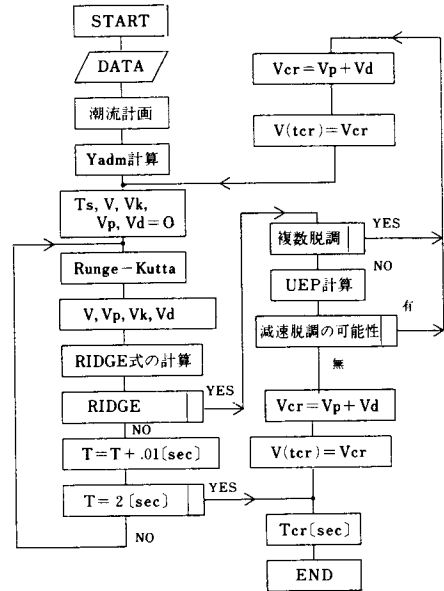 START
DATA
潮流計画
Yadm計算
Ts, V, Vk,
Vp, Vd=O
Runge-Kutta
V, Vp, Vk, Vd
RIDGE式の計算
RIDGE
YES
NO
T=T+.01[sec]
T=2[sec]
YES
NO
Vcr=Vp+Vd
V(tcr)=Vcr
複数脱調
YES
NO
UEP計算
減速脱調の可能性
有
無
Vcr=Vp+Vd
V(tcr)=Vcr
Tcr[sec]
END